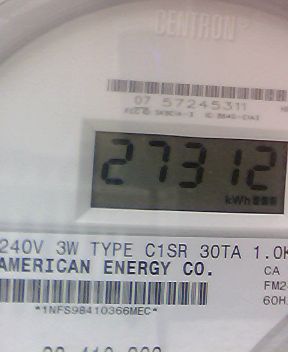 CENTRON
07 57245311
27312
kWh
240V 3W TYPE C1SR 30TA 1.0K
AMERICAN ENERGY CO.
CA
FM2
60H
*1NFS98410366MEC*